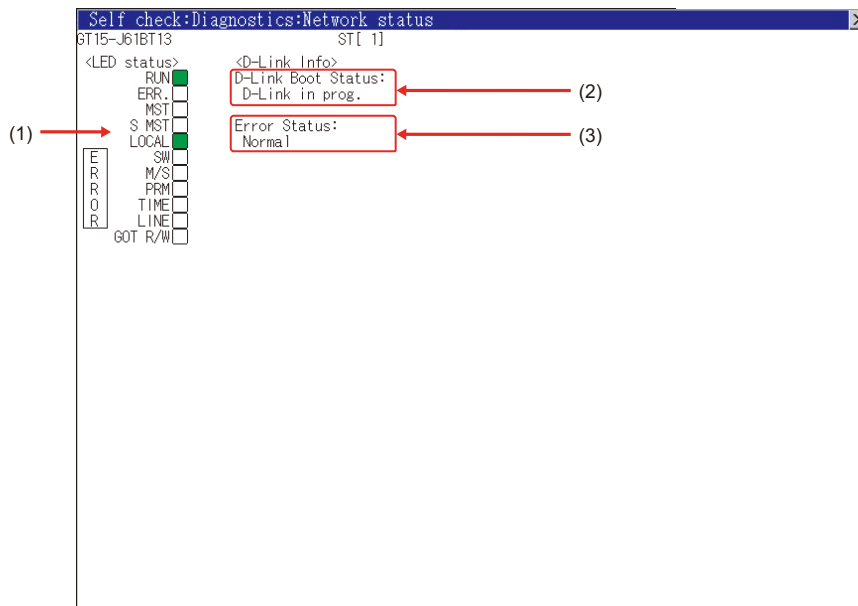 Self check:Diagnostics:Network status
GT15-J61BT13 ST[ 1]
<LED status> <D-Link Info>
RUN D-Link Boot Status:
ERR. D-Link in prog. (2)
MST
S MST Error Status: (3)
(1)
LOCAL Normal
SW
M/S
PRM
TIME
LINE
ERROR
GOT R/W